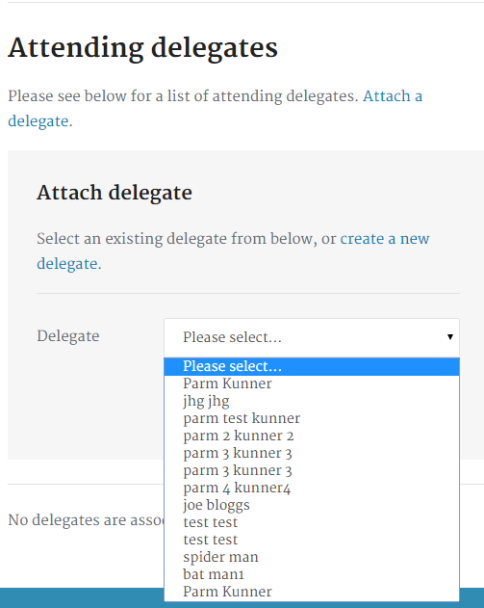 Attending delegates
Please see below for a list of attending delegates. Attach a
delegate.
Attach delegate
Select an existing delegate from below, or create a new
delegate.
Delegate
Please select...
Please select...
Parm Kunner
jhg jhg
parm test kunner
parm 2 kunner 2
parm 3 kunner 3
parm 3 kunner 3
parm 4 kunner4
joe bloggs
test test
test test
spider man
bat man1
Parm Kunner
No delegates are